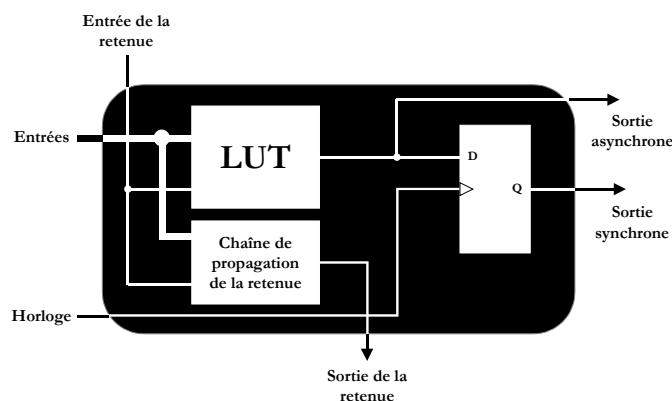 Entrée de la
retenue
Entrées
LUT
Sortie
asynchrone
D
Q
Sortie
synchrone
Chaîne de
propagation
de la retenue
Horloge
Sortie de la
retenue